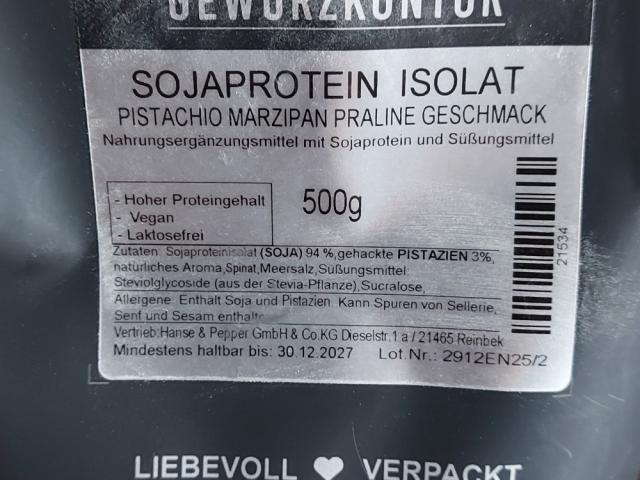 GEWÜRZKONTOR
SOJAPROTEIN ISOLAT
PISTACHIO MARZIPAN PRALINE GESCHMACK
Nahrungsergänzungsmittel mit Sojaprotein und Süßungsmittel
- Hoher Proteingehalt
- Vegan
- Laktosefrei
500g
21534
Zutaten: Sojaproteinisolat (SOJA) 94 %,gehackte PISTAZIEN 3%,
natürliches Aroma,Spinat,Meersalz,Süßungsmittel:
Steviolglycoside (aus der Stevia-Pflanze),Sucralose,
Allergene: Enthält Soja und Pistazien. Kann Spuren von Sellerie,
Senf und Sesam enthalte
Vertrieb:Hanse & Pepper GmbH & Co.KG Dieselstr.1 a / 21465 Reinbek
Mindestens haltbar bis: 30.12.2027 Lot.Nr.: 2912EN25/2
LIEBEVOLL ♥ VERPACKT